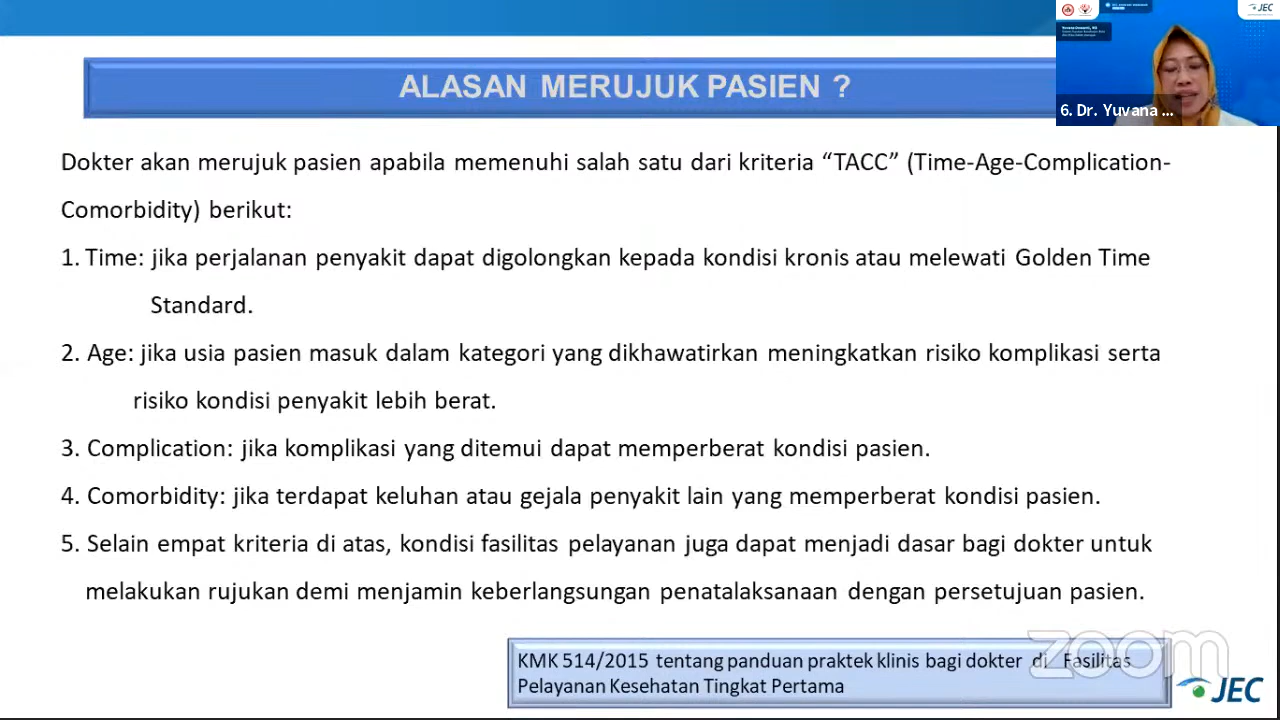 ALASAN MERUJUK PASIEN ?
JEC
6. Dr. Yuvana ...
Dokter akan merujuk pasien apabila memenuhi salah satu dari kriteria “TACC” (Time-Age-Complication-
Comorbidity) berikut:
1. Time: jika perjalanan penyakit dapat digolongkan kepada kondisi kronis atau melewati Golden Time
Standard.
2. Age: jika usia pasien masuk dalam kategori yang dikhawatirkan meningkatkan risiko komplikasi serta
risiko kondisi penyakit lebih berat.
3. Complication: jika komplikasi yang ditemui dapat memperberat kondisi pasien.
4. Comorbidity: jika terdapat keluhan atau gejala penyakit lain yang memperberat kondisi pasien.
5. Selain empat kriteria di atas, kondisi fasilitas pelayanan juga dapat menjadi dasar bagi dokter untuk
melakukan rujukan demi menjamin keberlangsungan penatalaksanaan dengan persetujuan pasien.
zoom
KMK 514/2015 tentang panduan praktek klinis bagi dokter di Fasilitas
Pelayanan Kesehatan Tingkat Pertama
JEC